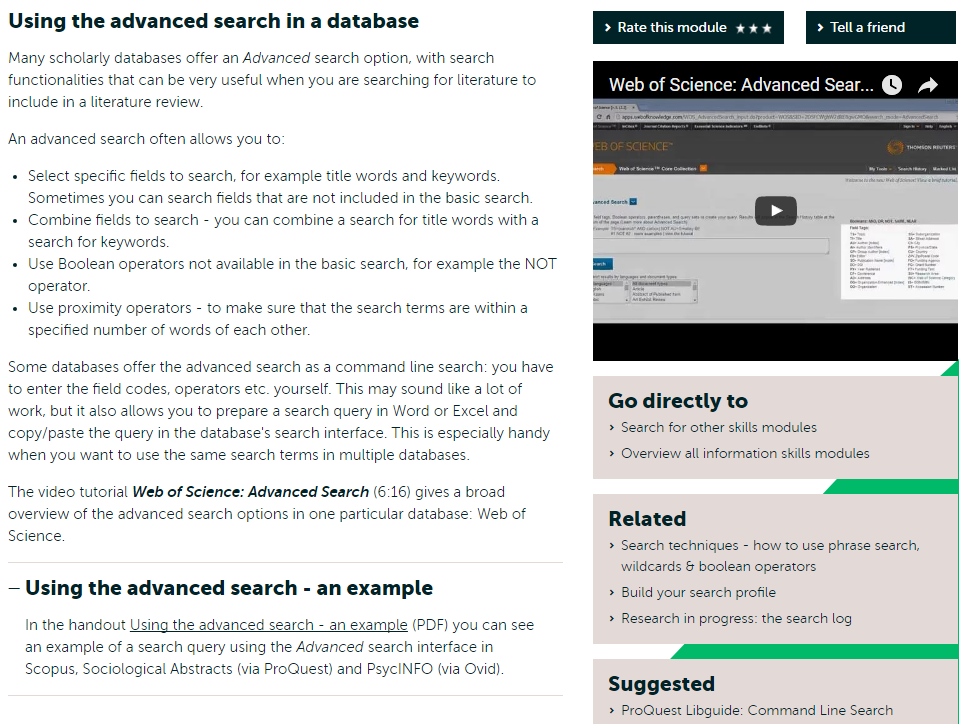 Using the advanced search in a database
Many scholarly databases offer an Advanced search option, with search
functionalities that can be very useful when you are searching for literature to
include in a literature review.
An advanced search often allows you to:
• Select specific fields to search, for example title words and keywords.
Sometimes you can search fields that are not included in the basic search.
• Combine fields to search - you can combine a search for title words with a
search for keywords.
• Use Boolean operators not available in the basic search, for example the NOT
operator.
• Use proximity operators - to make sure that the search terms are within a
specified number of words of each other.
Some databases offer the advanced search as a command line search: you have
to enter the field codes, operators etc. yourself. This may sound like a lot of
work, but it also allows you to prepare a search query in Word or Excel and
copy/paste the query in the database's search interface. This is especially handy
when you want to use the same search terms in multiple databases.
The video tutorial Web of Science: Advanced Search (6:16) gives a broad
overview of the advanced search options in one particular database: Web of
Science.
– Using the advanced search - an example
In the handout Using the advanced search - an example (PDF) you can see
an example of a search query using the Advanced search interface in
Scopus, Sociological Abstracts (via ProQuest) and PsycINFO (via Ovid).
› Rate this module ★★★
› Tell a friend
Web of Science: Advanced Sear...
EB OF SCIENCE™
THOMSON REUTERS
Web of Science™ Core Collection
My Tools
Search History
Go directly to
› Search for other skills modules
› Overview all information skills modules
Related
› Search techniques - how to use phrase search,
wildcards & boolean operators
› Build your search profile
› Research in progress: the search log
Suggested
› ProQuest Libguide: Command Line Search